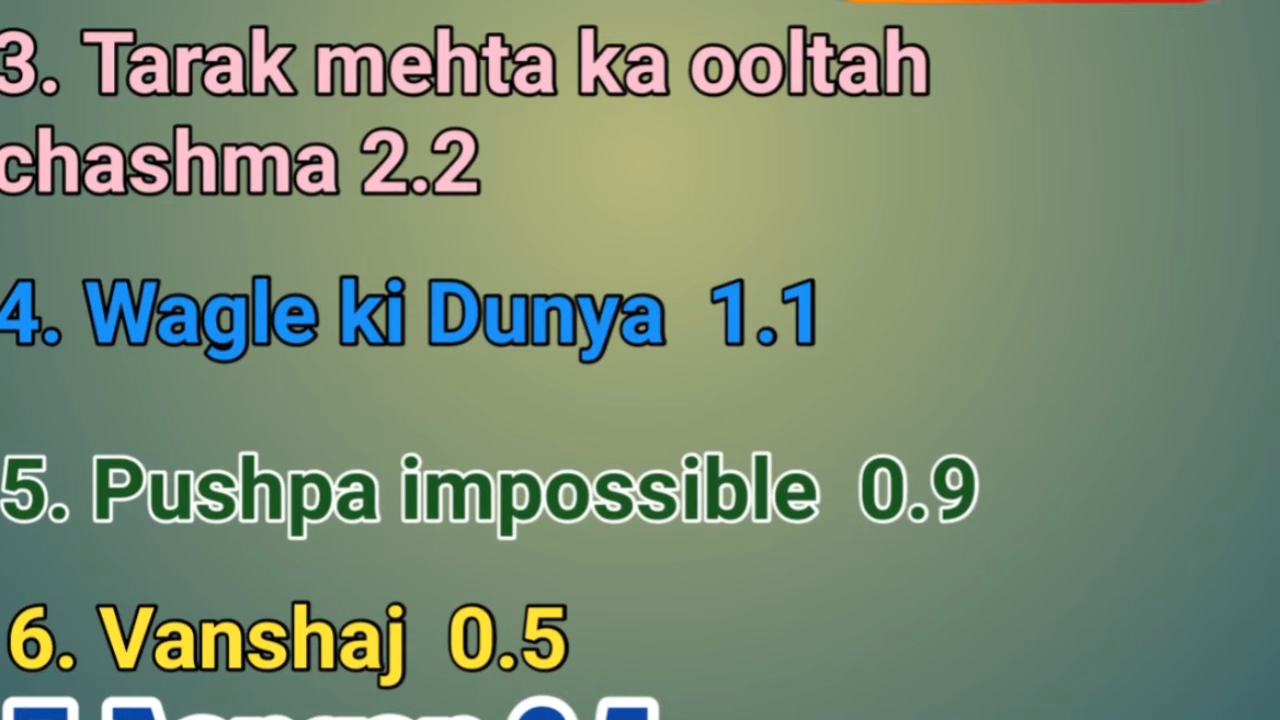 3. Tarak mehta ka ooltah
chashma 2.2
4. Wagle ki Dunya 1.1
5. Pushpa impossible 0.9
6. Vanshaj 0.5